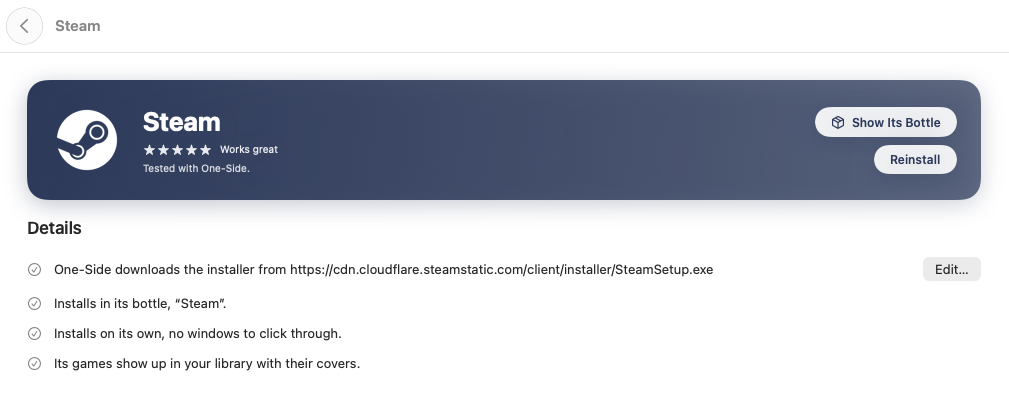 Steam
Steam
Show Its Bottle
★★★★★ Works great
Reinstall
Tested with One-Side.
Details
One-Side downloads the installer from https://cdn.cloudflare.steamstatic.com/client/installer/SteamSetup.exe
Edit...
Installs in its bottle, “Steam”.
Installs on its own, no windows to click through.
Its games show up in your library with their covers.